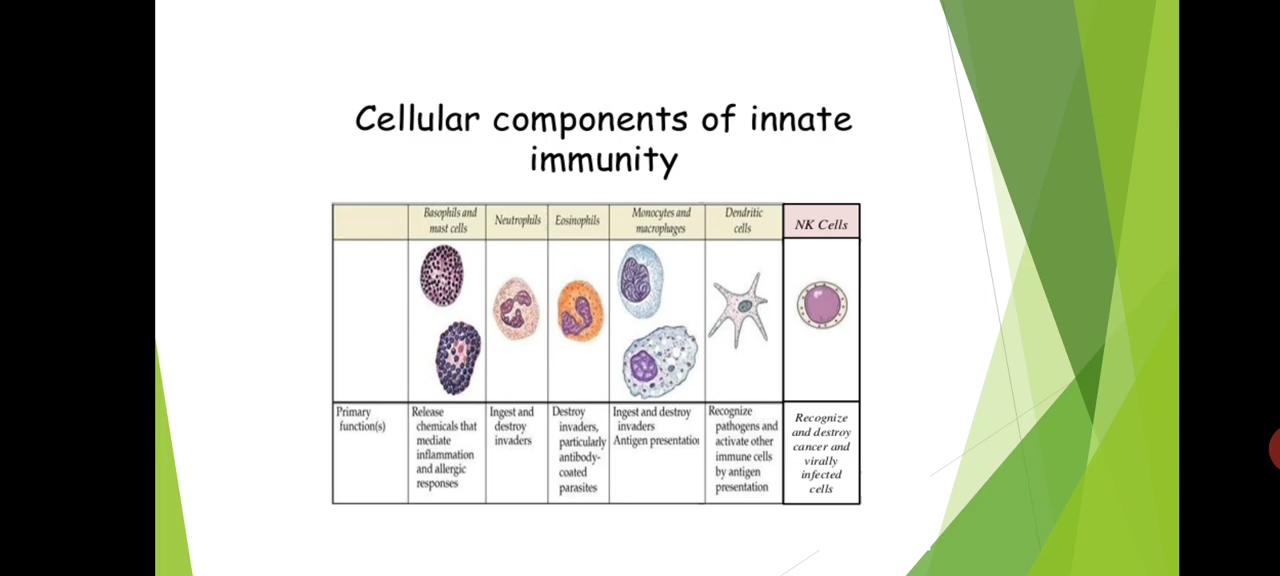 Cellular components of innate
immunity
Basophils and
mast cells
Neutrophils
Eosinophils
Monocytes and
macrophages
Dendritic
cells
NK Cells
Primary
function(s)
Release
chemicals that
mediate
inflammation
and allergic
responses
Ingest and
destroy
invaders
Destroy
invaders,
particularly
antibody-
coated
parasites
Ingest and destroy
invaders
Antigen presentatio
Recognize
pathogens and
activate other
immune cells
by antigen
presentation
Recognize
and destroy
cancer and
virally
infected
cells